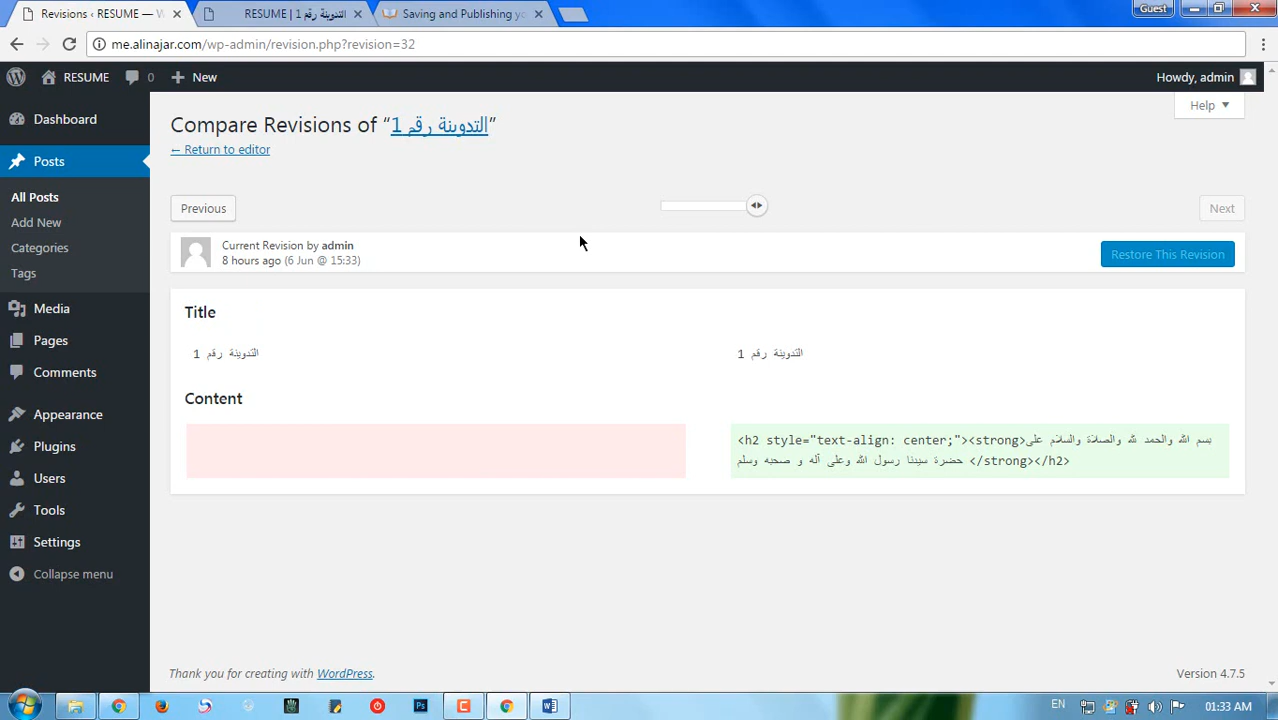 Revisions ‹ RESUME — W
RESUME | التدوينة رقم 1
Saving and Publishing yo
Guest
me.alinajar.com/wp-admin/revision.php?revision=32
RESUME
0
New
Howdy, admin
Help
Dashboard
Posts
All Posts
Add New
Categories
Tags
Media
Pages
Comments
Appearance
Plugins
Users
Tools
Settings
Collapse menu
Compare Revisions of “التدوينة رقم 1”
← Return to editor
Previous
Next
Current Revision by admin
8 hours ago (6 Jun @ 15:33)
Restore This Revision
Title
التدوينة رقم 1
التدوينة رقم 1
Content
<h2 style="text-align: center;"><strong>بسم الله والحمد لله والصلاة والسلام على
حضرة سيدنا رسول الله وعلى آله و صحبه وسلم </strong></h2>
Thank you for creating with WordPress.
Version 4.7.5
Ps
EN
01:33 AM